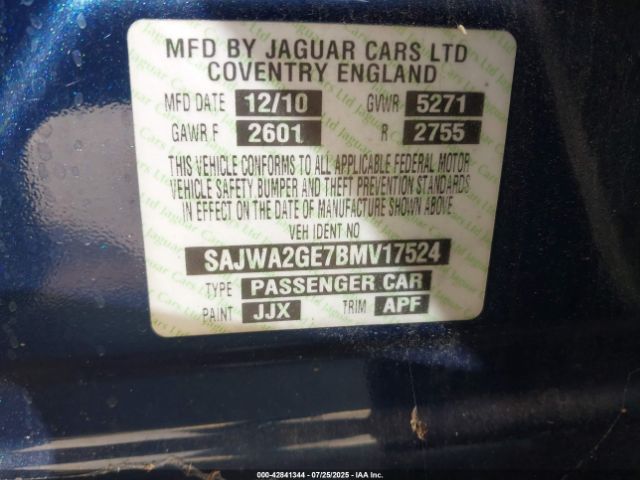 MFD BY JAGUAR CARS LTD
COVENTRY ENGLAND
MFD DATE 12/10 GVWR 5271
GAWR F 2601 R 2755
THIS VEHICLE CONFORMS TO ALL APPLICABLE FEDERAL MOTOR
VEHICLE SAFETY BUMPER AND THEFT PREVENTION STANDARDS
IN EFFECT ON THE DATE OF MANUFACTURE SHOWN ABOVE.
VEH IDENT NO
SAJWA2GE7BMV17524
TYPE PASSENGER CAR
PAINT JJX TRIM APF
000-42841344 | 07/25/2025 - IAA Inc.